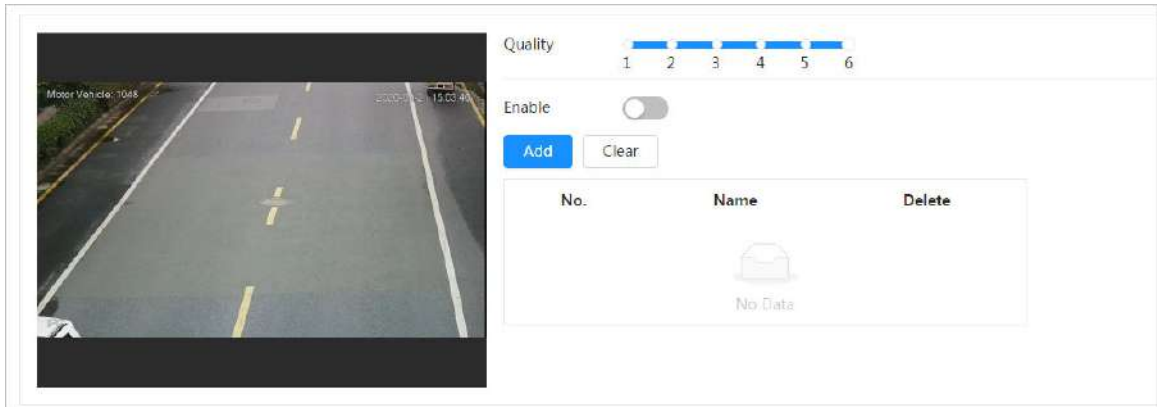 Quality
1 2 3 4 5 6
Motor Vehicle: 1048
15:03:46
Enable
Add Clear
No. Name Delete
No Data